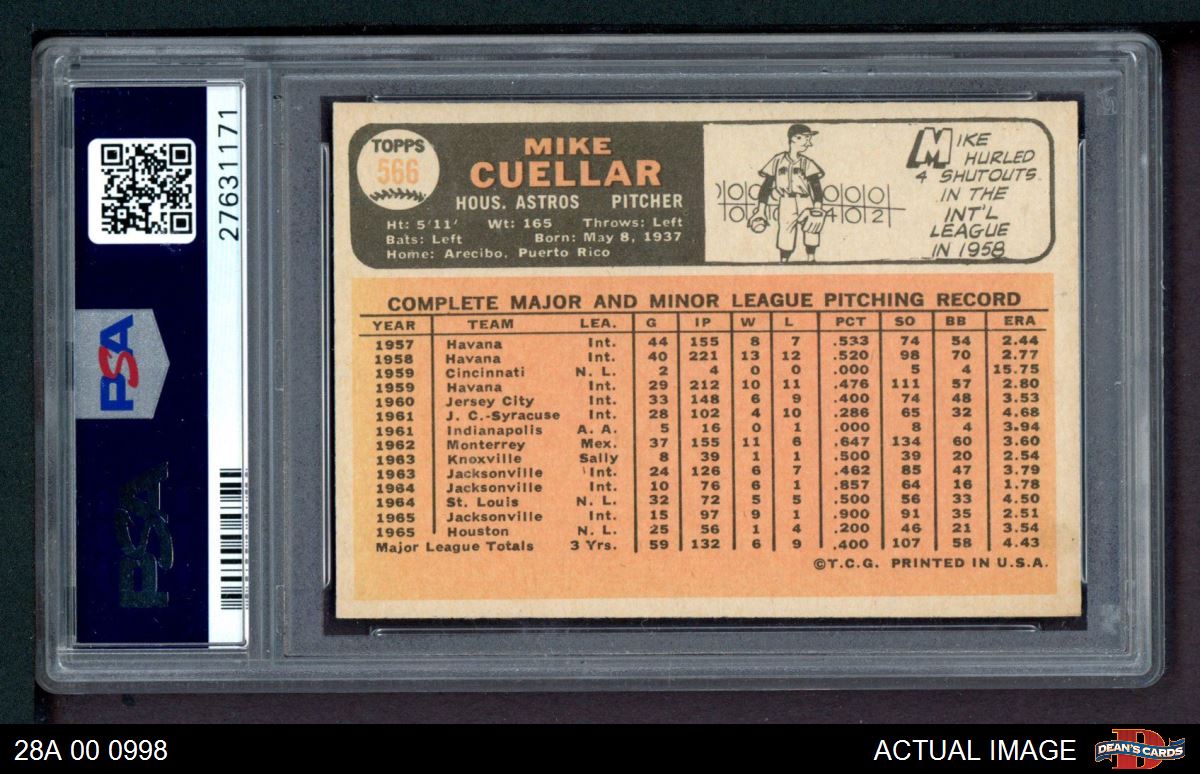 27631171
PSA
PSA
TOPPS
566
MIKE
CUELLAR
HOUS. ASTROS PITCHER
Ht: 5'11' Wt: 165 Throws: Left
Bats: Left Born: May 8, 1937
Home: Arecibo, Puerto Rico
MIKE
HURLED
4 SHUTOUTS
IN THE
INT'L
LEAGUE
IN 1958
COMPLETE MAJOR AND MINOR LEAGUE PITCHING RECORD
YEAR TEAM LEA. G IP W L PCT SO BB ERA
1957 Havana Int. 44 155 8 7 .533 74 54 2.44
1958 Havana Int. 40 221 13 12 .520 98 70 2.77
1959 Cincinnati N. L. 2 4 0 0 .000 5 4 15.75
1959 Havana Int. 29 212 10 11 .476 111 57 2.80
1960 Jersey City Int. 33 148 6 9 .400 74 48 3.53
1961 J. C.-Syracuse Int. 28 102 4 10 .286 65 32 4.68
1961 Indianapolis A. A. 5 16 0 1 .000 8 4 3.94
1962 Monterrey Mex. 37 155 11 6 .647 134 60 3.60
1963 Knoxville Sally 8 39 1 1 .500 39 20 2.54
1963 Jacksonville Int. 24 126 6 7 .462 85 47 3.79
1964 Jacksonville Int. 10 76 6 1 .857 64 16 1.78
1964 St. Louis N. L. 32 72 5 5 .500 56 33 4.50
1965 Jacksonville Int. 15 97 9 1 .900 91 35 2.51
1965 Houston N. L. 25 56 1 4 .200 46 21 3.54
Major League Totals 3 Yrs. 59 132 6 9 .400 107 58 4.43
©T.C.G. PRINTED IN U.S.A.
28A 00 0998
ACTUAL IMAGE
DEAN'S CARDS